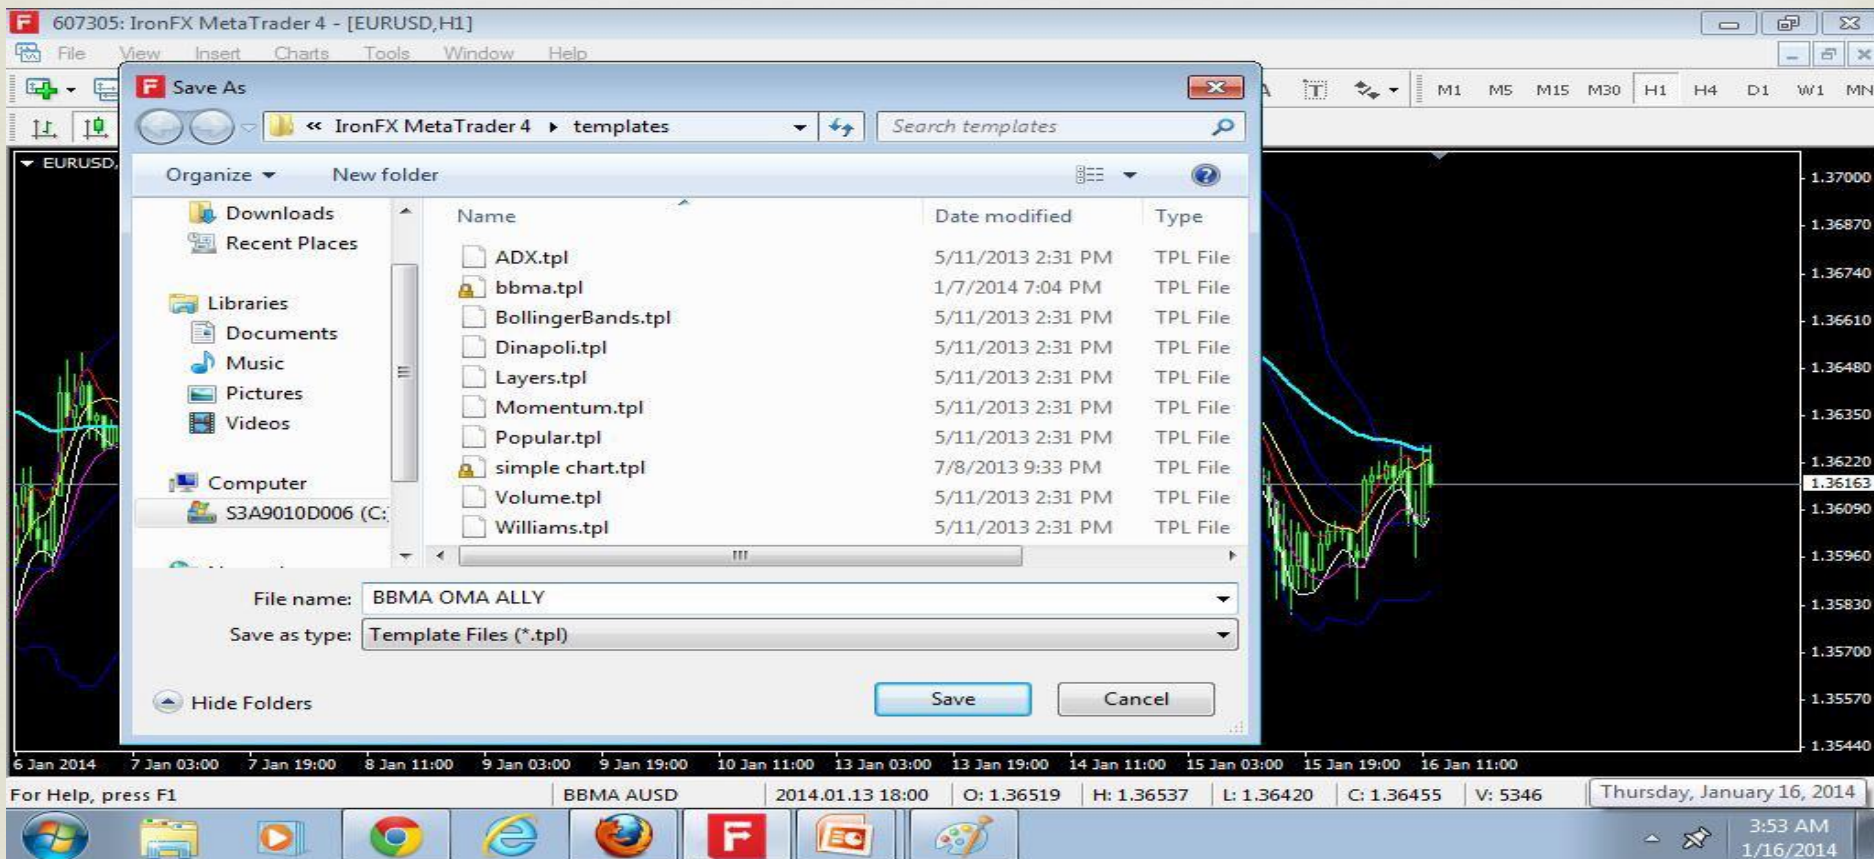 607305: IronFX MetaTrader 4 - [EURUSD,H1]
File View Insert Charts Tools Window Help
Save As
M1 M5 M15 M30 H1 H4 D1 W1 MN
« IronFX MetaTrader 4 ▸ templates
Search templates
EURUSD,
Organize New folder
Downloads
Recent Places
Libraries
Documents
Music
Pictures
Videos
Computer
S3A9010D006 (C:
Name Date modified Type
ADX.tpl 5/11/2013 2:31 PM TPL File
bbma.tpl 1/7/2014 7:04 PM TPL File
BollingerBands.tpl 5/11/2013 2:31 PM TPL File
Dinapoli.tpl 5/11/2013 2:31 PM TPL File
Layers.tpl 5/11/2013 2:31 PM TPL File
Momentum.tpl 5/11/2013 2:31 PM TPL File
Popular.tpl 5/11/2013 2:31 PM TPL File
simple chart.tpl 7/8/2013 9:33 PM TPL File
Volume.tpl 5/11/2013 2:31 PM TPL File
Williams.tpl 5/11/2013 2:31 PM TPL File
File name: BBMA OMA ALLY
Save as type: Template Files (*.tpl)
Hide Folders
Save Cancel
1.37000
1.36870
1.36740
1.36610
1.36480
1.36350
1.36220
1.36163
1.36090
1.35960
1.35830
1.35700
1.35570
1.35440
6 Jan 2014 7 Jan 03:00 7 Jan 19:00 8 Jan 11:00 9 Jan 03:00 9 Jan 19:00 10 Jan 11:00 13 Jan 03:00 13 Jan 19:00 14 Jan 11:00 15 Jan 03:00 15 Jan 19:00 16 Jan 11:00
For Help, press F1 BBMA AUSD 2014.01.13 18:00 O: 1.36519 H: 1.36537 L: 1.36420 C: 1.36455 V: 5346
Thursday, January 16, 2014
3:53 AM
1/16/2014